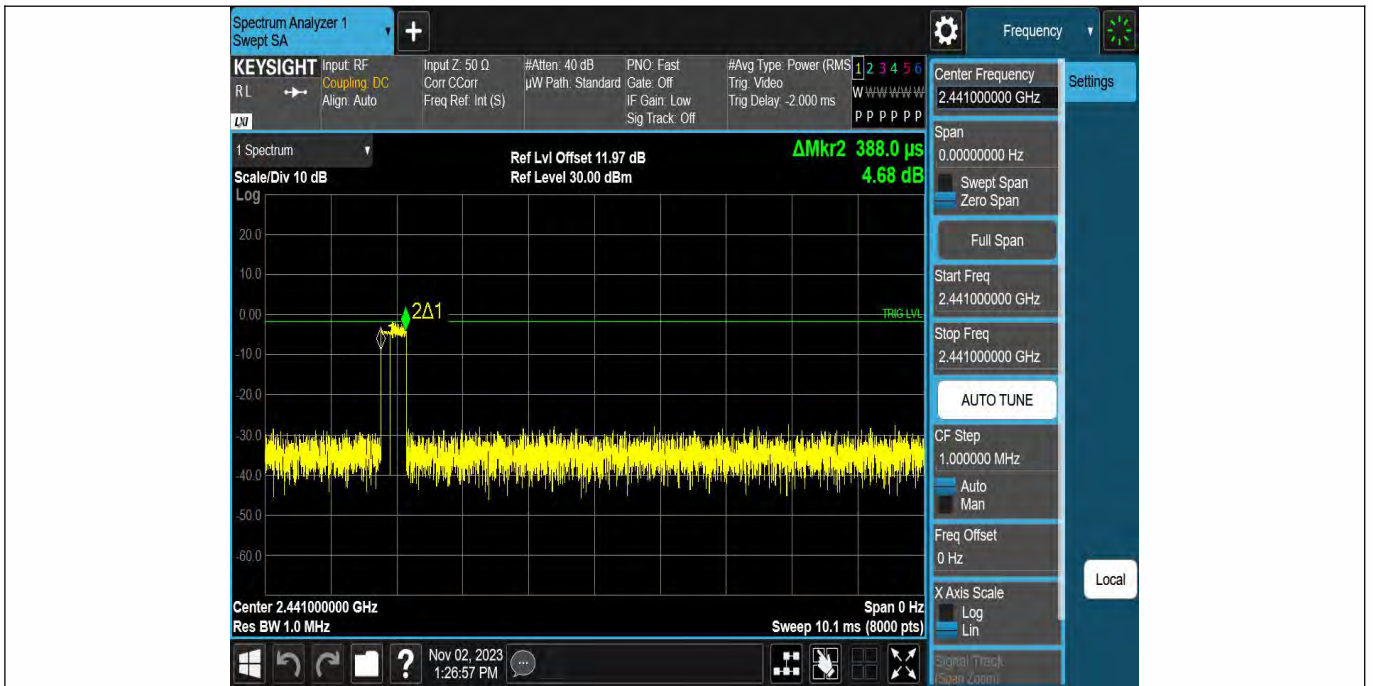 Spectrum Analyzer 1
Swept SA
Frequency
KEYSIGHT
R L
LXI
Input: RF
Coupling: DC
Align: Auto
Input Z: 50 Ω
Corr CCorr
Freq Ref: Int (S)
#Atten: 40 dB
µW Path: Standard
PNO: Fast
Gate: Off
IF Gain: Low
Sig Track: Off
#Avg Type: Power (RMS
Trig: Video
Trig Delay: -2.000 ms
1 2 3 4 5 6
W W W W W W
P P P P P P
1 Spectrum
Scale/Div 10 dB
Log
Ref Lvl Offset 11.97 dB
Ref Level 30.00 dBm
ΔMkr2 388.0 µs
4.68 dB
20.0
10.0
0.00
-10.0
-20.0
-30.0
-40.0
-50.0
-60.0
2Δ1
TRIG LVL
Center 2.441000000 GHz
Res BW 1.0 MHz
Span 0 Hz
Sweep 10.1 ms (8000 pts)
Center Frequency
2.441000000 GHz
Settings
Span
0.00000000 Hz
Swept Span
Zero Span
Full Span
Start Freq
2.441000000 GHz
Stop Freq
2.441000000 GHz
AUTO TUNE
CF Step
1.000000 MHz
Auto
Man
Freq Offset
0 Hz
X Axis Scale
Log
Lin
Signal Track
(Span Zoom)
Local
?
Nov 02, 2023
1:26:57 PM